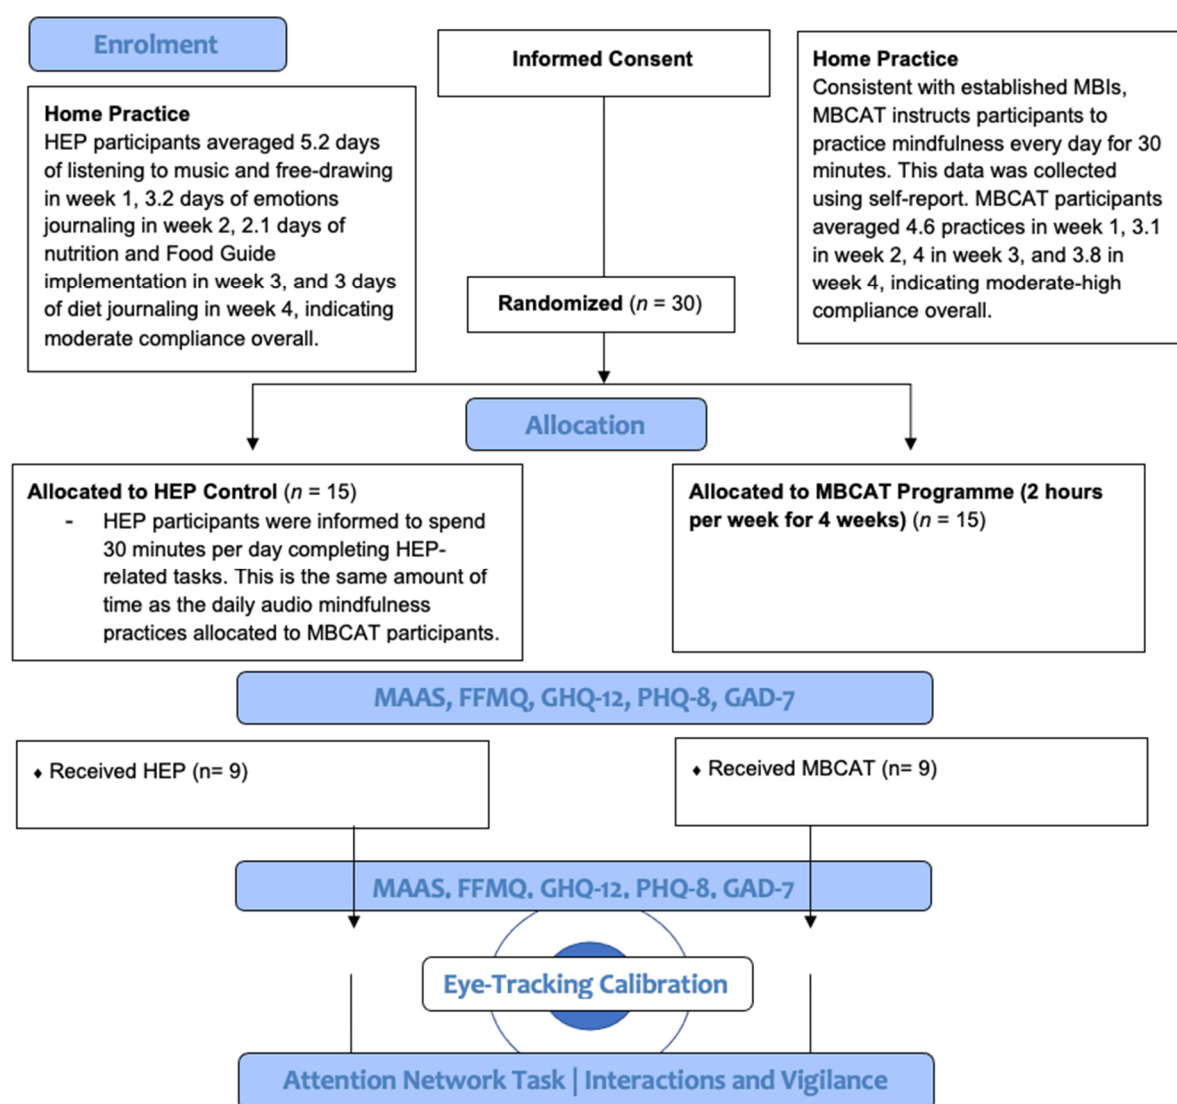 Enrolment
Informed Consent
Home Practice
HEP participants averaged 5.2 days
of listening to music and free-drawing
in week 1, 3.2 days of emotions
journaling in week 2, 2.1 days of
nutrition and Food Guide
implementation in week 3, and 3 days
of diet journaling in week 4, indicating
moderate compliance overall.
Home Practice
Consistent with established MBIs,
MBCAT instructs participants to
practice mindfulness every day for 30
minutes. This data was collected
using self-report. MBCAT participants
averaged 4.6 practices in week 1, 3.1
in week 2, 4 in week 3, and 3.8 in
week 4, indicating moderate-high
compliance overall.
Randomized (n = 30)
Allocation
Allocated to HEP Control (n = 15)
- HEP participants were informed to spend
30 minutes per day completing HEP-
related tasks. This is the same amount of
time as the daily audio mindfulness
practices allocated to MBCAT participants.
Allocated to MBCAT Programme (2 hours
per week for 4 weeks) (n = 15)
MAAS, FFMQ, GHQ-12, PHQ-8, GAD-7
♦ Received HEP (n= 9)
♦ Received MBCAT (n= 9)
MAAS, FFMQ, GHQ-12, PHQ-8, GAD-7
Eye-Tracking Calibration
Attention Network Task | Interactions and Vigilance